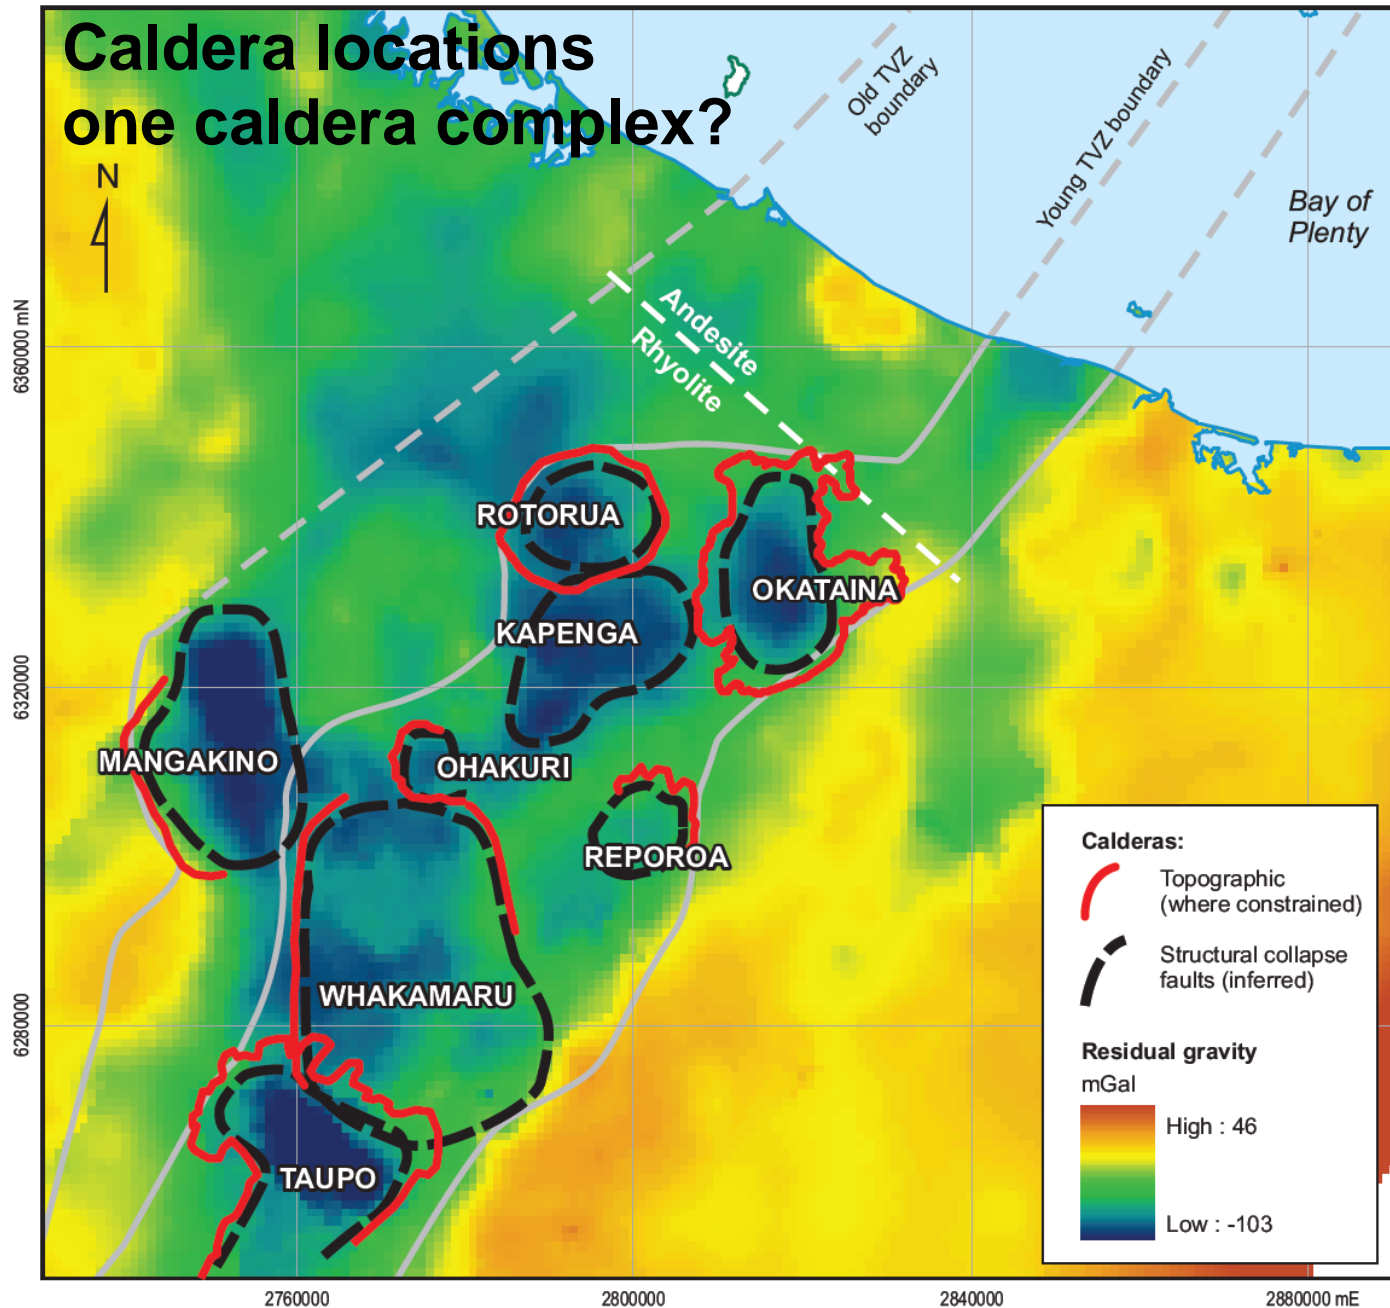 Caldera locations
one caldera complex?
N
Old TVZ
boundary
Young TVZ boundary
Bay of
Plenty
Andesite
Rhyolite
6360000 mN
6320000
6280000
ROTORUA
OKATAINA
KAPENGA
MANGAKINO
OHAKURI
REPOROA
WHAKAMARU
TAUPO
Calderas:
Topographic
(where constrained)
Structural collapse
faults (inferred)
Residual gravity
mGal
High : 46
Low : -103
2760000
2800000
2840000
2880000 mE